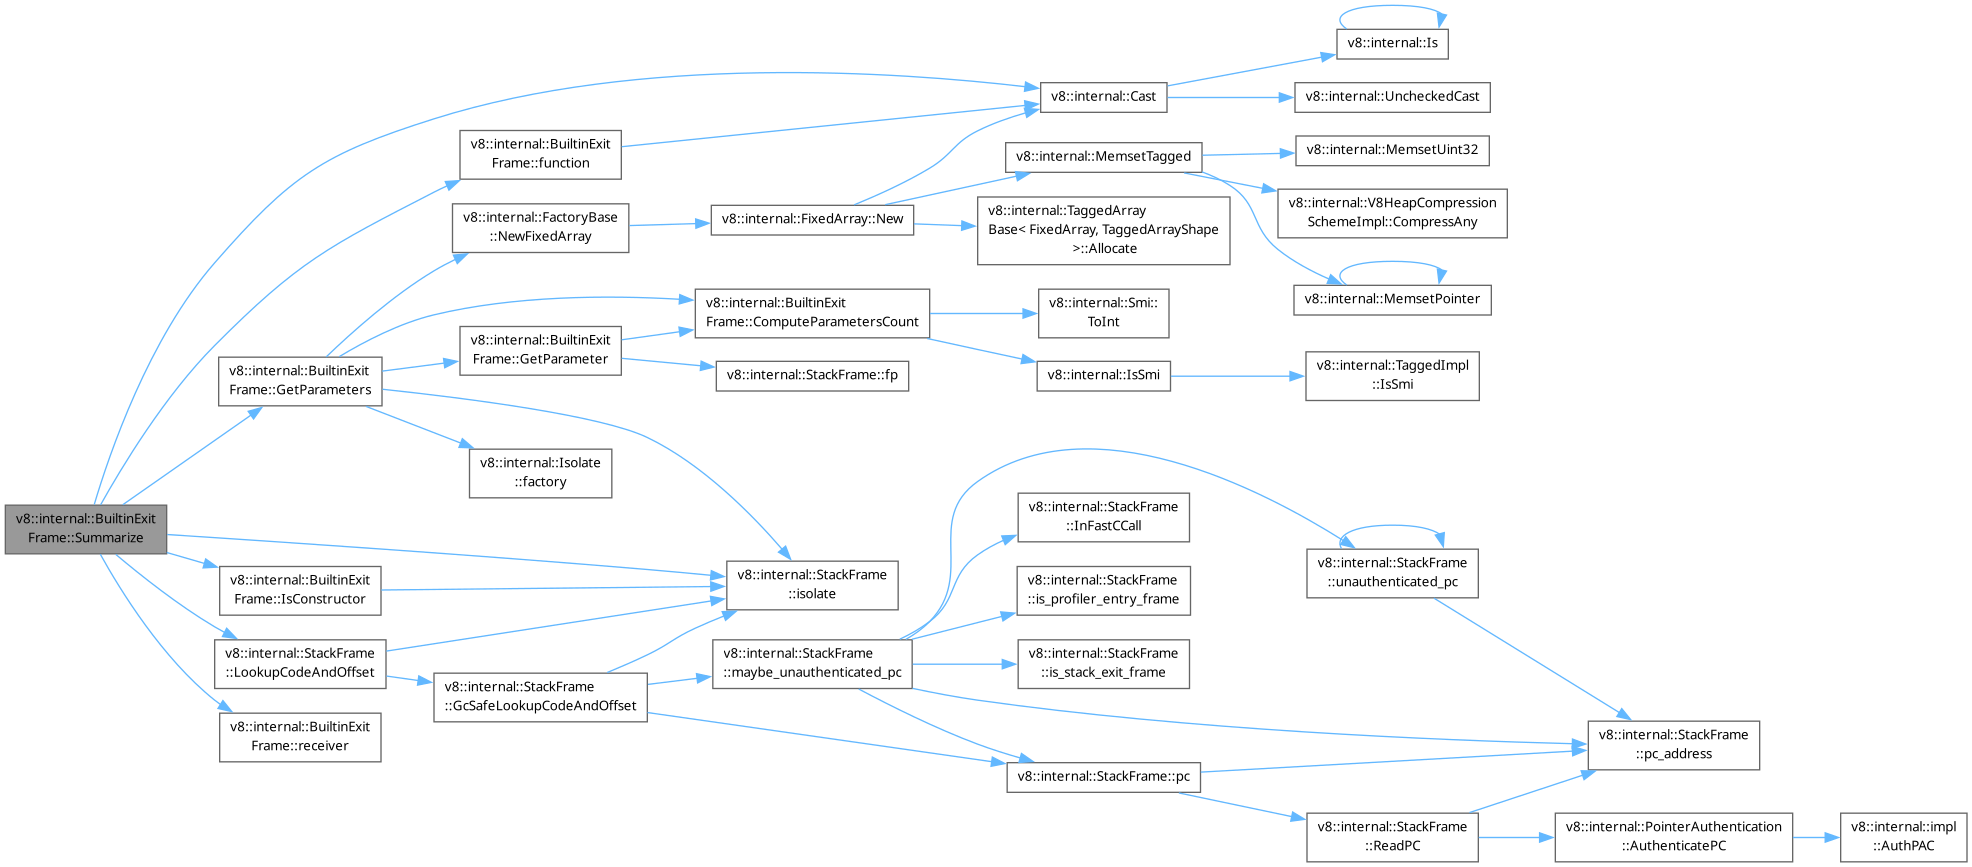 v8::internal::BuiltinExit
Frame::Summarize
v8::internal::Cast
v8::internal::Is
v8::internal::UncheckedCast
v8::internal::BuiltinExit
Frame::function
v8::internal::BuiltinExit
Frame::GetParameters
v8::internal::FactoryBase
::NewFixedArray
v8::internal::FixedArray::New
v8::internal::MemsetTagged
v8::internal::MemsetUint32
v8::internal::V8HeapCompression
SchemeImpl::CompressAny
v8::internal::MemsetPointer
v8::internal::TaggedArray
Base< FixedArray, TaggedArrayShape
>::Allocate
v8::internal::BuiltinExit
Frame::ComputeParametersCount
v8::internal::Smi::
ToInt
v8::internal::IsSmi
v8::internal::TaggedImpl
::IsSmi
v8::internal::BuiltinExit
Frame::GetParameter
v8::internal::StackFrame::fp
v8::internal::Isolate
::factory
v8::internal::StackFrame
::isolate
v8::internal::BuiltinExit
Frame::IsConstructor
v8::internal::StackFrame
::LookupCodeAndOffset
v8::internal::StackFrame
::GcSafeLookupCodeAndOffset
v8::internal::StackFrame
::maybe_unauthenticated_pc
v8::internal::StackFrame
::InFastCCall
v8::internal::StackFrame
::is_profiler_entry_frame
v8::internal::StackFrame
::is_stack_exit_frame
v8::internal::StackFrame
::unauthenticated_pc
v8::internal::StackFrame
::pc_address
v8::internal::StackFrame::pc
v8::internal::StackFrame
::ReadPC
v8::internal::PointerAuthentication
::AuthenticatePC
v8::internal::impl
::AuthPAC
v8::internal::BuiltinExit
Frame::receiver